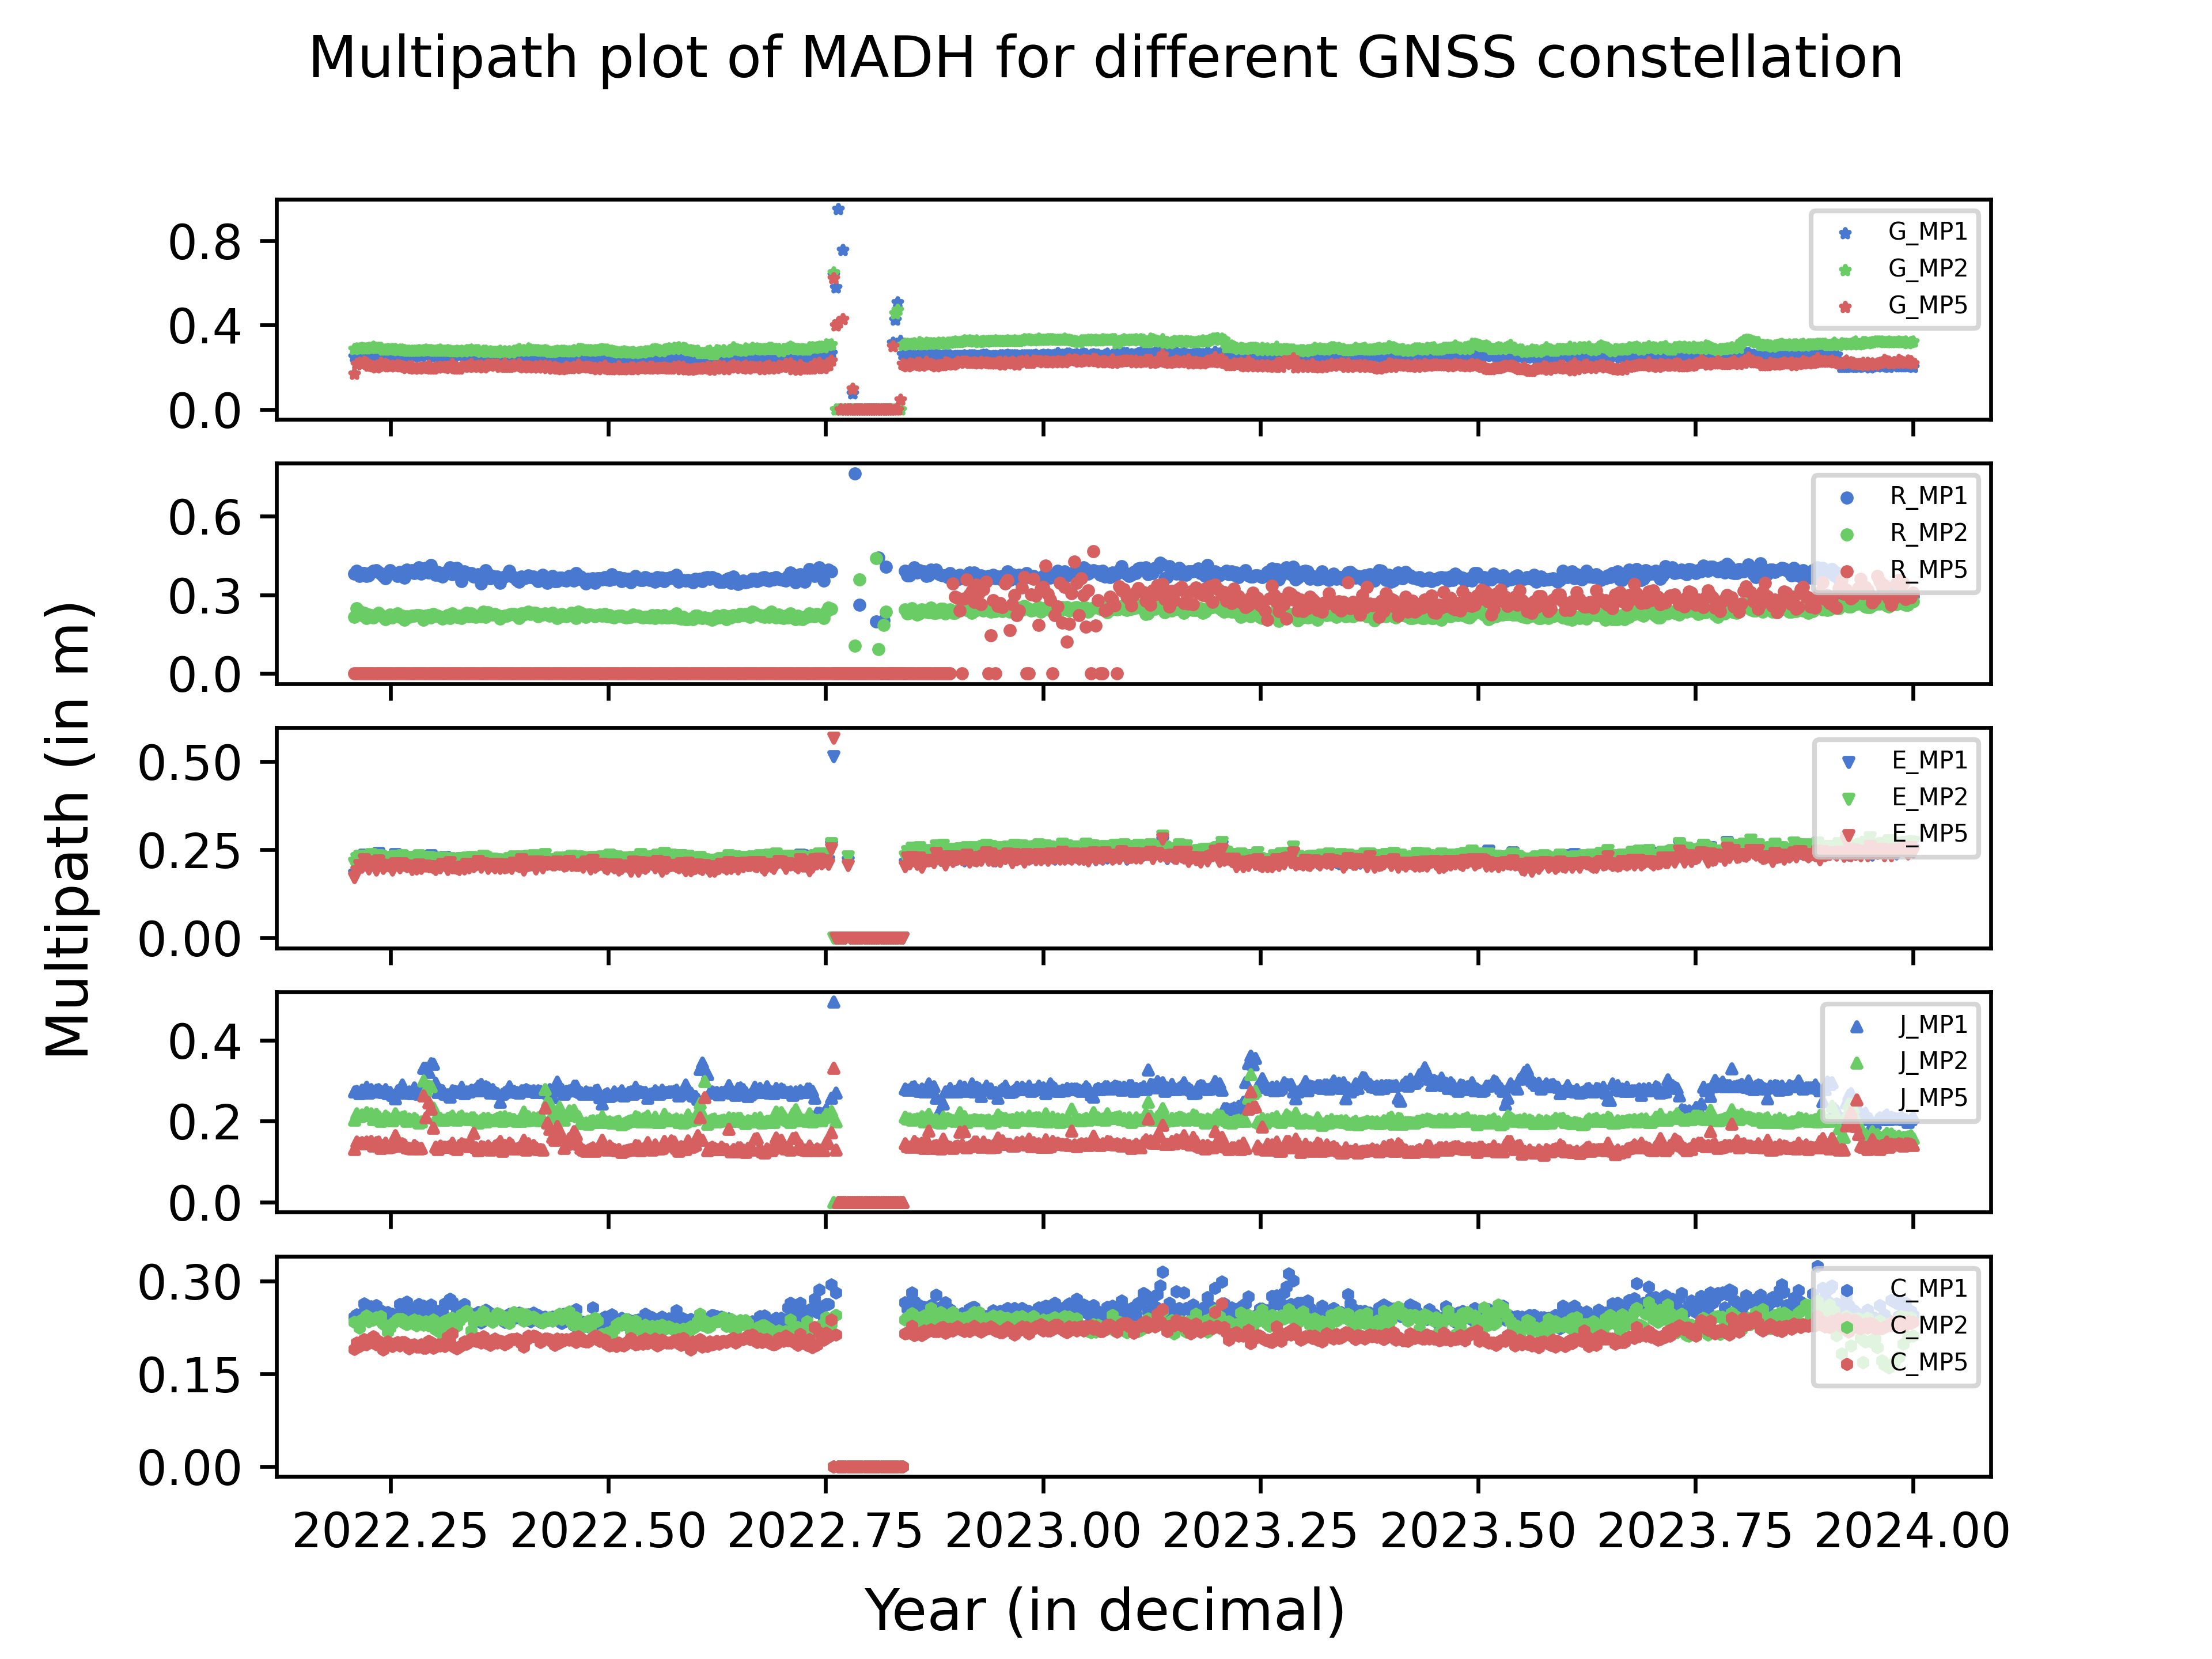 Multipath plot of MADH for different GNSS constellation
Multipath (in m)
0.8
0.4
0.0
G_MP1
G_MP2
G_MP5
0.6
0.3
0.0
R_MP1
R_MP2
R_MP5
0.50
0.25
0.00
E_MP1
E_MP2
E_MP5
0.4
0.2
0.0
J_MP1
J_MP2
J_MP5
0.30
0.15
0.00
C_MP1
C_MP2
C_MP5
2022.25 2022.50 2022.75 2023.00 2023.25 2023.50 2023.75 2024.00
Year (in decimal)